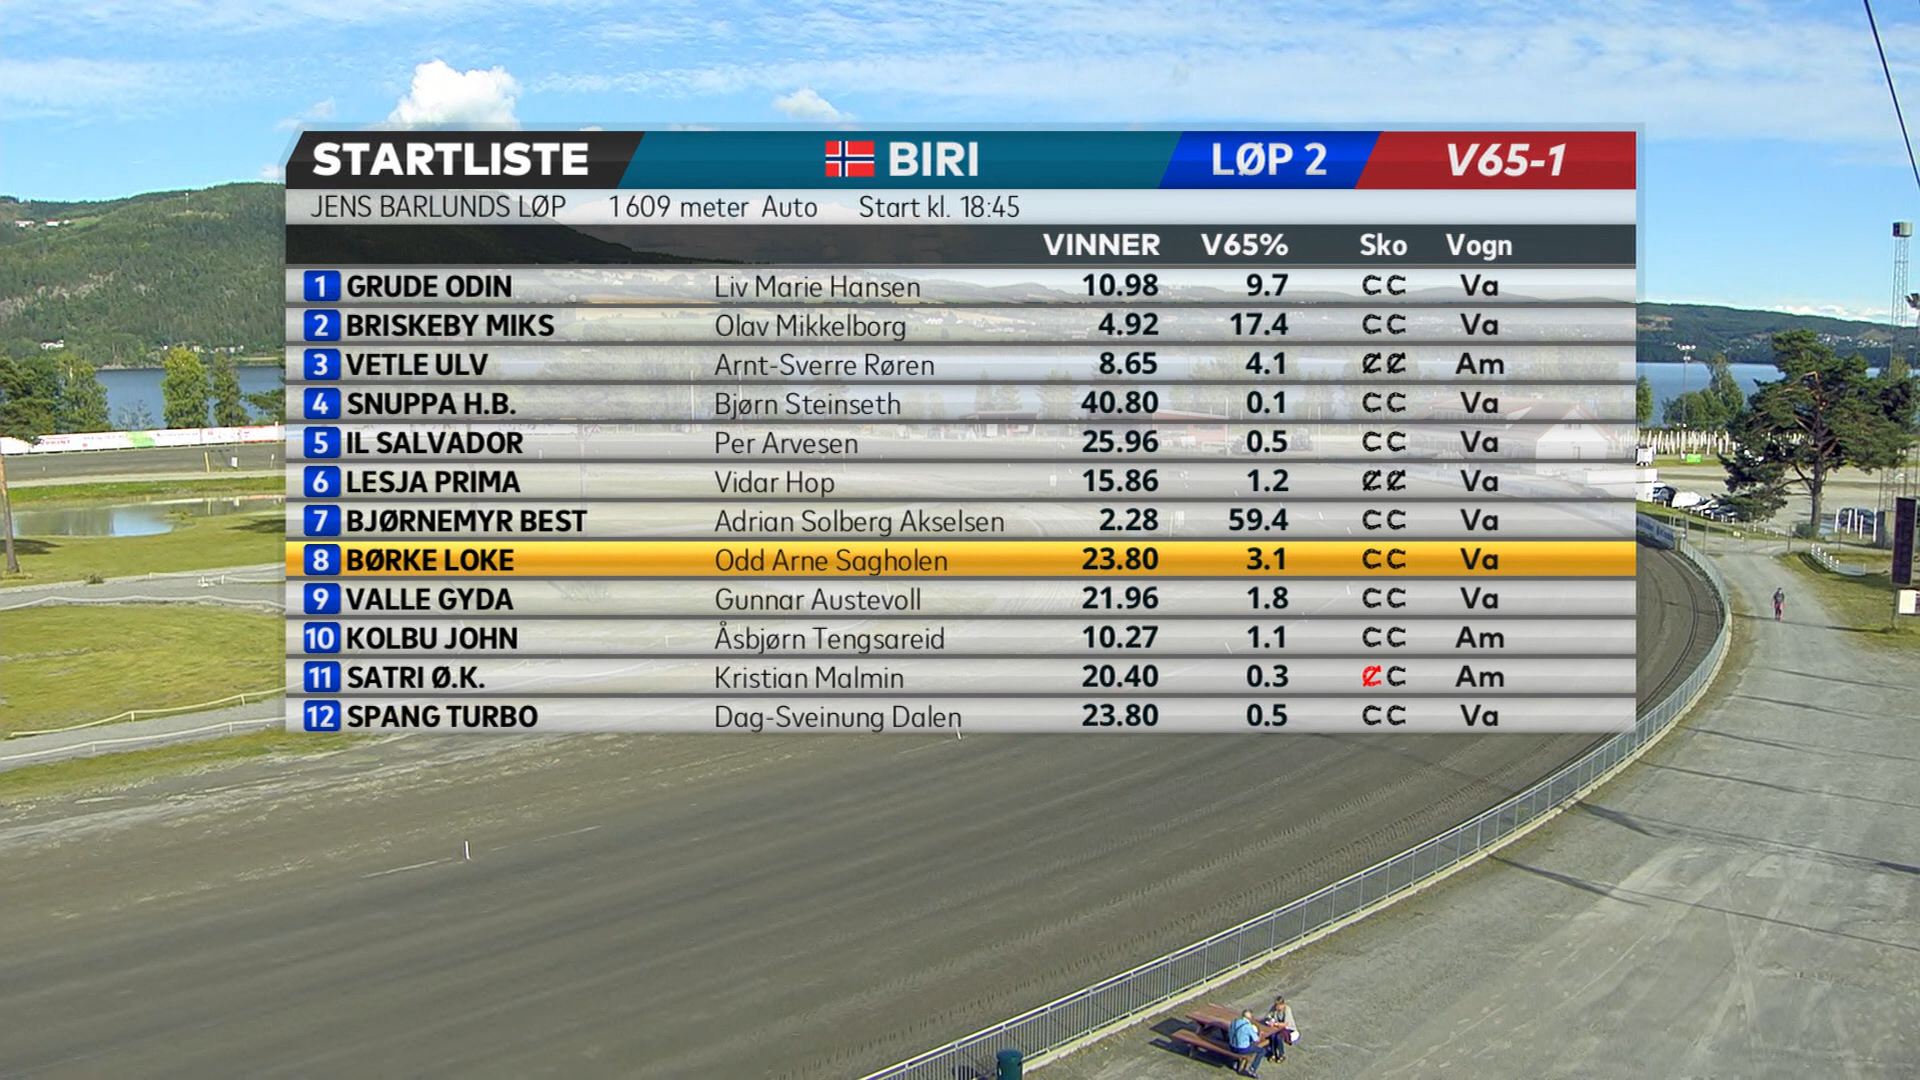 STARTLISTE BIRI LØP 2 V65-1
JENS BARLUNDS LØP 1609 meter Auto Start kl. 18:45
VINNER V65% Sko Vogn
1 GRUDE ODIN Liv Marie Hansen 10.98 9.7 C C Va
2 BRISKEBY MIKS Olav Mikkelborg 4.92 17.4 C C Va
3 VETLE ULV Arnt-Sverre Røren 8.65 4.1 Ȼ Ȼ Am
4 SNUPPA H.B. Bjørn Steinseth 40.80 0.1 C C Va
5 IL SALVADOR Per Arvesen 25.96 0.5 C C Va
6 LESJA PRIMA Vidar Hop 15.86 1.2 Ȼ Ȼ Va
7 BJØRNEMYR BEST Adrian Solberg Akselsen 2.28 59.4 C C Va
8 BØRKE LOKE Odd Arne Sagholen 23.80 3.1 C C Va
9 VALLE GYDA Gunnar Austevoll 21.96 1.8 C C Va
10 KOLBU JOHN Åsbjørn Tengsareid 10.27 1.1 C C Am
11 SATRI Ø.K. Kristian Malmin 20.40 0.3 Ȼ C Am
12 SPANG TURBO Dag-Sveinung Dalen 23.80 0.5 C C Va